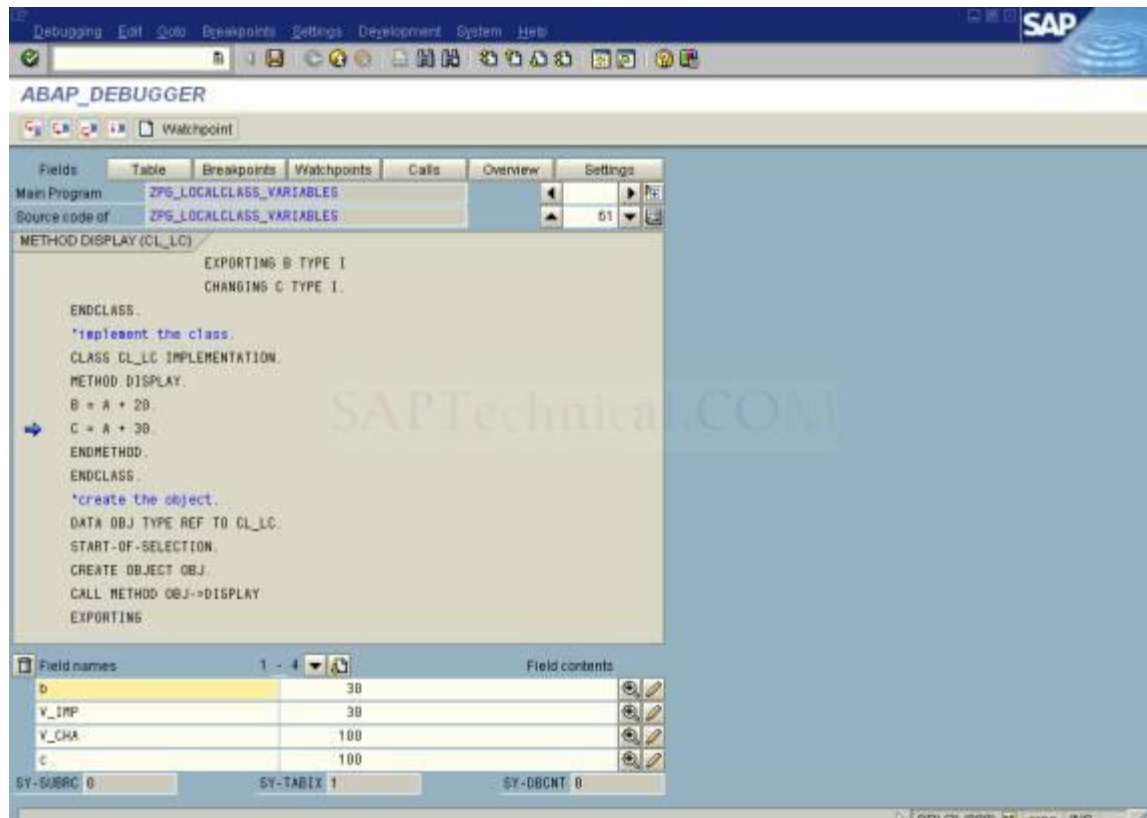 Debugging Edit Goto Breakpoints Settings Development System Help
SAP
ABAP_DEBUGGER
Watchpoint
Fields Table Breakpoints Watchpoints Calls Overview Settings
Main Program ZPG_LOCALCLASS_VARIABLES
Source code of ZPG_LOCALCLASS_VARIABLES 61
METHOD DISPLAY (CL_LC)
EXPORTING B TYPE I
CHANGING C TYPE I.
ENDCLASS.
*implement the class.
CLASS CL_LC IMPLEMENTATION.
METHOD DISPLAY.
B = A + 20.
C = A + 30.
ENDMETHOD.
ENDCLASS.
*create the object.
DATA OBJ TYPE REF TO CL_LC.
START-OF-SELECTION.
CREATE OBJECT OBJ.
CALL METHOD OBJ->DISPLAY
EXPORTING
SAPTechnical.COM
Field names 1 - 4 Field contents
b 30
V_IMP 30
V_CHA 100
c 100
SY-SUBRC 0 SY-TABIX 1 SY-DBCNT 0